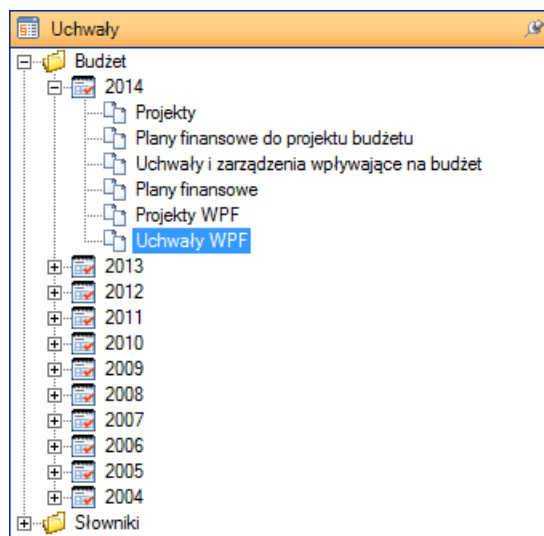 Uchwały
Budżet
2014
Projekty
Plany finansowe do projektu budżetu
Uchwały i zarządzenia wpływające na budżet
Plany finansowe
Projekty WPF
Uchwały WPF
2013
2012
2011
2010
2009
2008
2007
2006
2005
2004
Słowniki